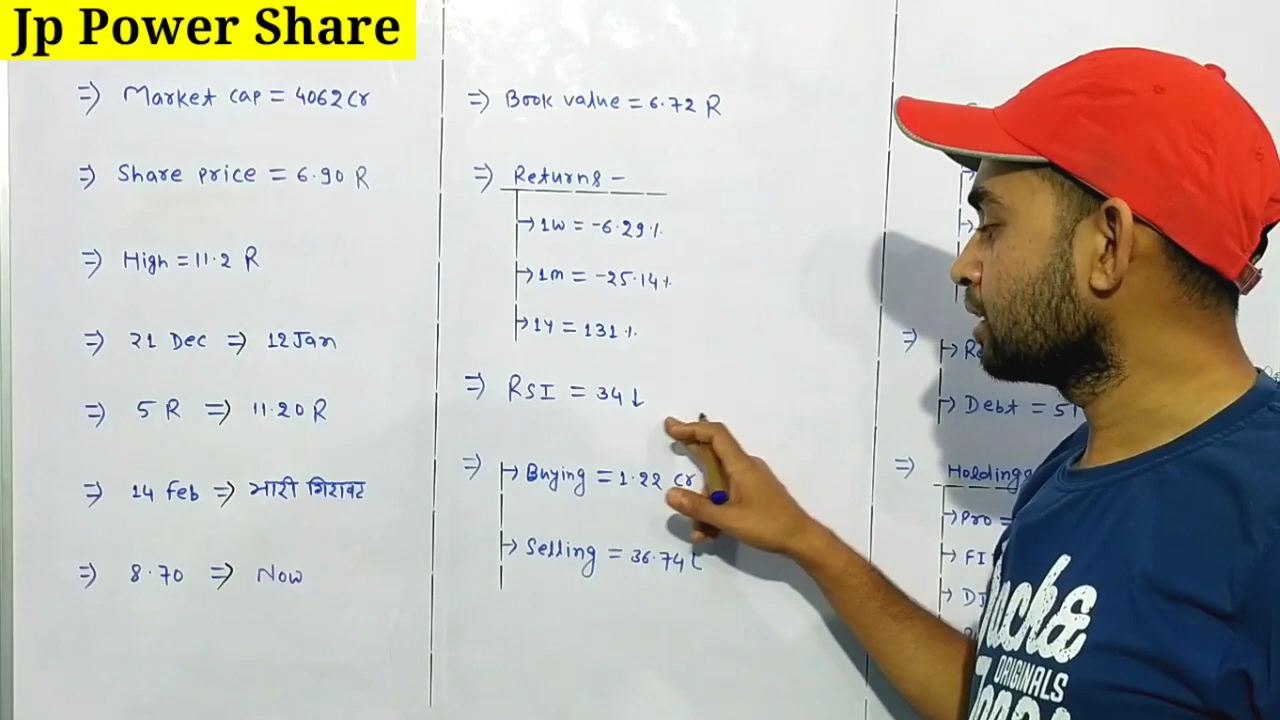 Jp Power Share
⇒ Market cap = 4062 Cr
⇒ Share price = 6.90 R
⇒ High = 11.2 R
⇒ 21 Dec ⇒ 12 Jan
⇒ 5 R ⇒ 11.20 R
⇒ 14 Feb ⇒ भारी गिरावट
⇒ 8.70 ⇒ Now
⇒ Book value = 6.72 R
⇒ Returns -
→ 1W = -6.29%
→ 1m = -25.14%
→ 1Y = 131%
⇒ RSI = 34↓
⇒ → Buying = 1.22 Cr
→ Selling = 36.74 L
→ Debt = 51
⇒ Holdings
→ Pro =
→ FI
ORIGINALS